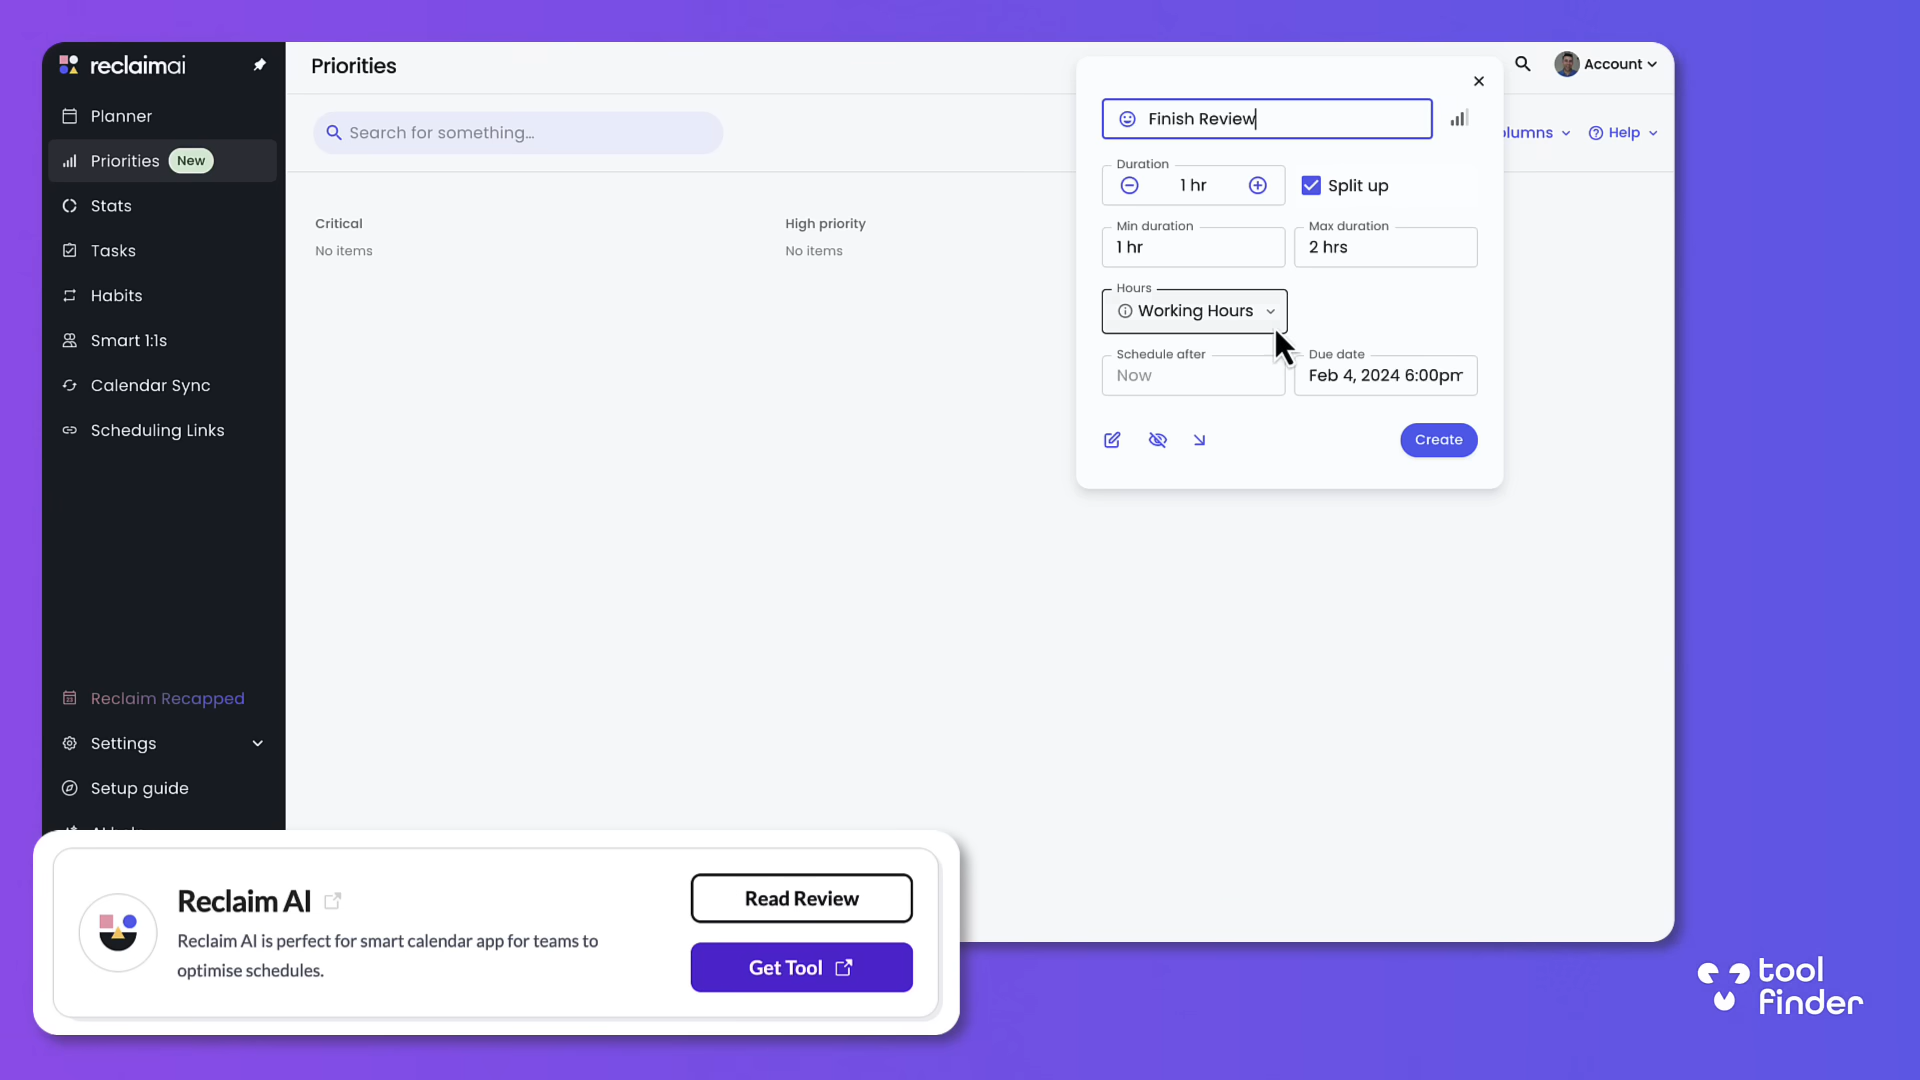 reclaimai
Planner
Priorities New
Stats
Tasks
Habits
Smart 1:1s
Calendar Sync
Scheduling Links
Reclaim Recapped
Settings
Setup guide
Priorities
Search for something...
Account
Help
Critical
No items
High priority
No items
Finish Review
Duration
1 hr
Split up
Min duration
1 hr
Max duration
2 hrs
Hours
Working Hours
Schedule after
Now
Due date
Feb 4, 2024 6:00pm
Create
Reclaim AI
Reclaim AI is perfect for smart calendar app for teams to
optimise schedules.
Read Review
Get Tool
tool
finder